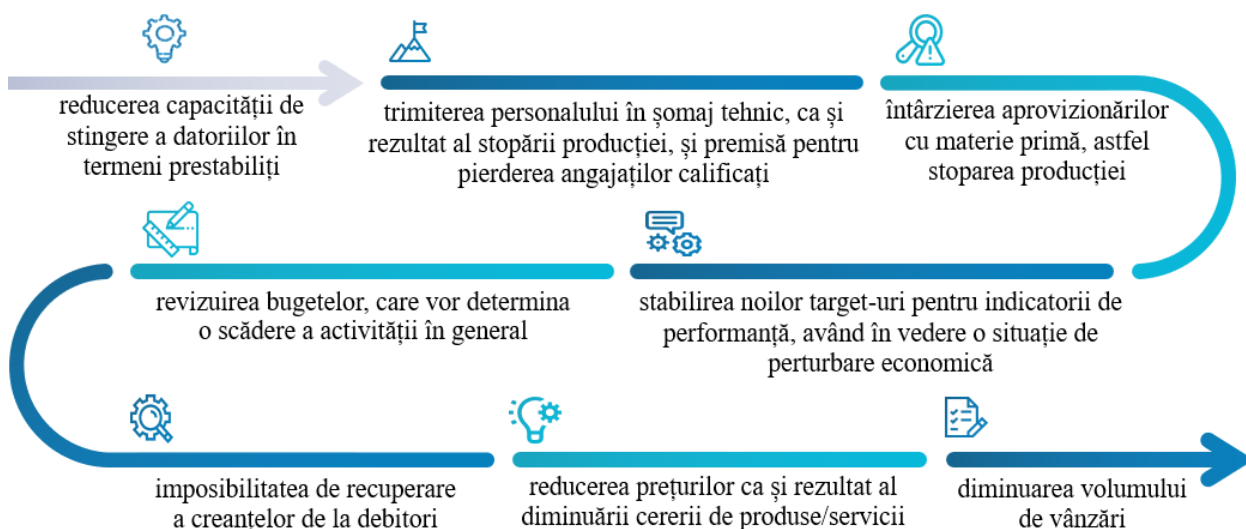 reducerea capacității de
stingere a datoriilor în
termeni prestabiliți
trimiterea personalului în șomaj tehnic, ca și
rezultat al stopării producției, și premisă pentru
pierderea angajaților calificați
întârzierea aprovizionărilor
cu materie primă, astfel
stoparea producției
stabilirea noilor target-uri pentru indicatorii de
performanță, având în vedere o situație de
perturbare economică
revizuirea bugetelor, care vor determina
o scădere a activității în general
imposibilitatea de recuperare
a creanțelor de la debitori
reducerea prețurilor ca și rezultat al
diminuării cererii de produse/servicii
diminuarea volumului
de vânzări